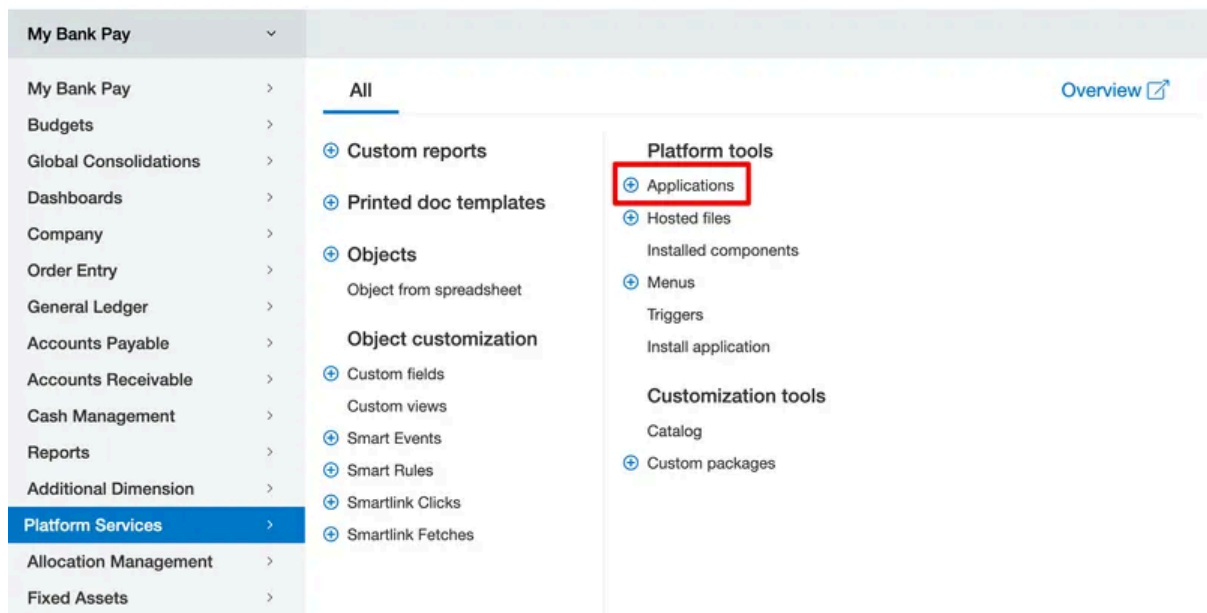 My Bank Pay
My Bank Pay
Budgets
Global Consolidations
Dashboards
Company
Order Entry
General Ledger
Accounts Payable
Accounts Receivable
Cash Management
Reports
Additional Dimension
Platform Services
Allocation Management
Fixed Assets
All
Overview
Custom reports
Printed doc templates
Objects
Object from spreadsheet
Object customization
Custom fields
Custom views
Smart Events
Smart Rules
Smartlink Clicks
Smartlink Fetches
Platform tools
Applications
Hosted files
Installed components
Menus
Triggers
Install application
Customization tools
Catalog
Custom packages